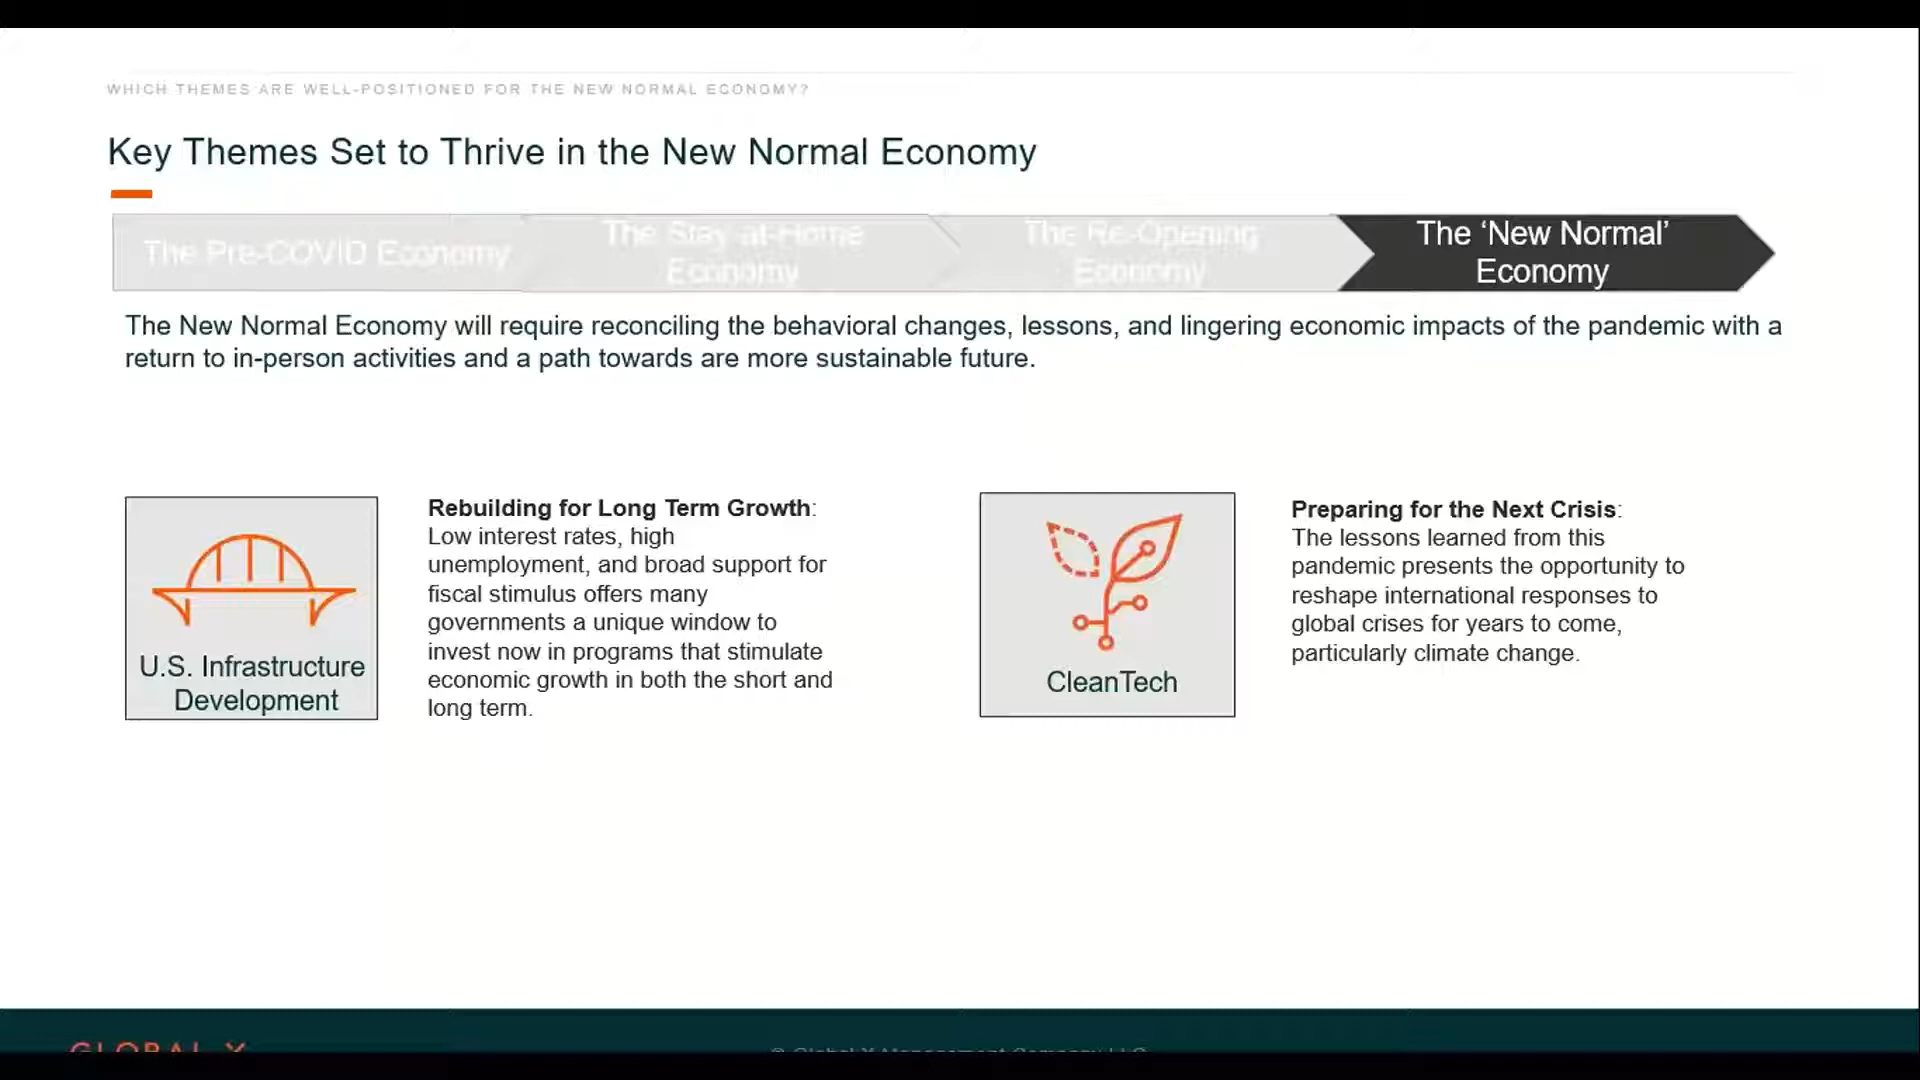 WHICH THEMES ARE WELL-POSITIONED FOR THE NEW NORMAL ECONOMY?
Key Themes Set to Thrive in the New Normal Economy
The Pre-COVID Economy
The Stay-at-Home
Economy
The Re-Opening
Economy
The ‘New Normal’
Economy
The New Normal Economy will require reconciling the behavioral changes, lessons, and lingering economic impacts of the pandemic with a
return to in-person activities and a path towards are more sustainable future.
U.S. Infrastructure
Development
Rebuilding for Long Term Growth:
Low interest rates, high
unemployment, and broad support for
fiscal stimulus offers many
governments a unique window to
invest now in programs that stimulate
economic growth in both the short and
long term.
CleanTech
Preparing for the Next Crisis:
The lessons learned from this
pandemic presents the opportunity to
reshape international responses to
global crises for years to come,
particularly climate change.
GLOBAL X
© Global X Management Company LLC